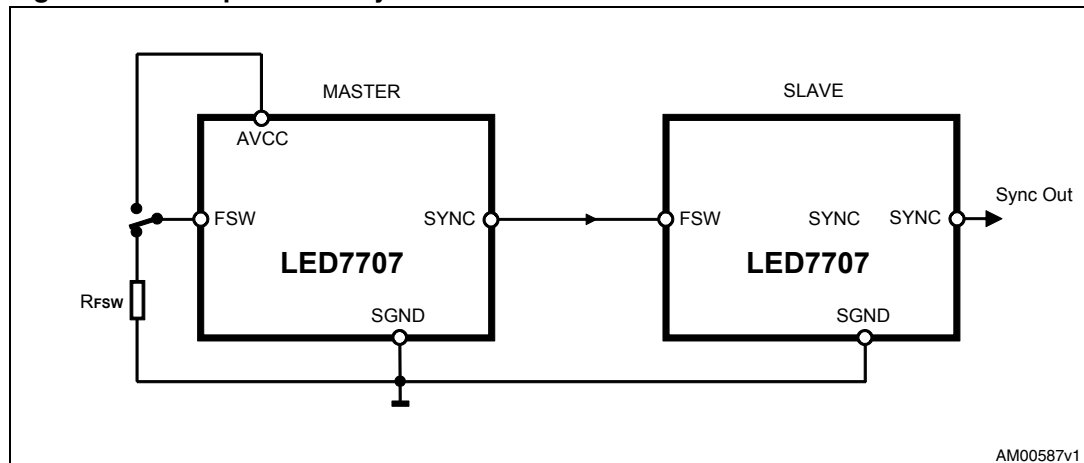 MASTER
SLAVE
AVCC
FSW
SYNC
FSW
SYNC
SYNC
Sync Out
LED7707
LED7707
RFSW
SGND
SGND
AM00587v1